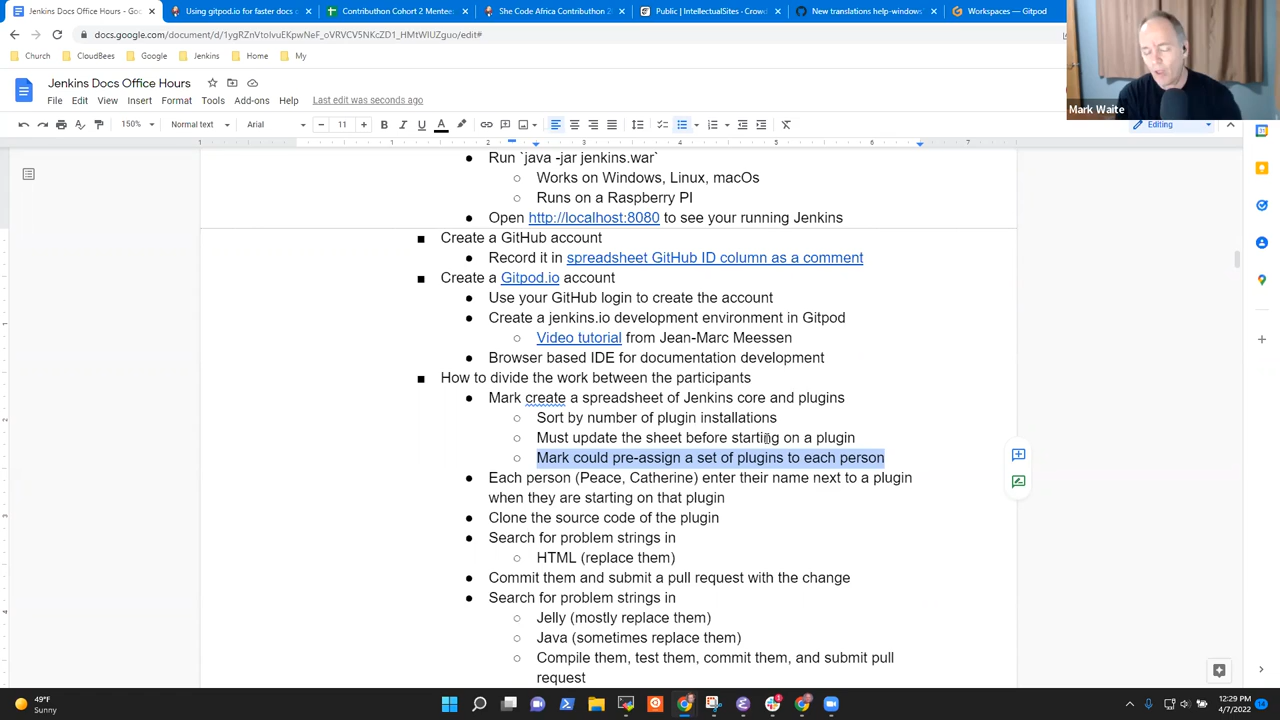 Jenkins Docs Office Hours - Goo
Using gitpod.io for faster docs
Contributhon Cohort 2 Mentee
She Code Africa Contributhon 2
Public | IntellectualSites - Crowd
New translations help-windows
Workspaces — Gitpod
docs.google.com/document/d/1ygRZnVtoIvuEKpwNeF_oVRVCV5NKcZD1_HMtWIUZguo/edit#
Church
CloudBees
Google
Jenkins
Home
My
Jenkins Docs Office Hours
File Edit View Insert Format Tools Add-ons Help Last edit was seconds ago
150% Normal text Arial 11 Editing
Mark Waite
Run `java -jar jenkins.war`
Works on Windows, Linux, macOs
Runs on a Raspberry PI
Open http://localhost:8080 to see your running Jenkins
Create a GitHub account
Record it in spreadsheet GitHub ID column as a comment
Create a Gitpod.io account
Use your GitHub login to create the account
Create a jenkins.io development environment in Gitpod
Video tutorial from Jean-Marc Meessen
Browser based IDE for documentation development
How to divide the work between the participants
Mark create a spreadsheet of Jenkins core and plugins
Sort by number of plugin installations
Must update the sheet before starting on a plugin
Mark could pre-assign a set of plugins to each person
Each person (Peace, Catherine) enter their name next to a plugin
when they are starting on that plugin
Clone the source code of the plugin
Search for problem strings in
HTML (replace them)
Commit them and submit a pull request with the change
Search for problem strings in
Jelly (mostly replace them)
Java (sometimes replace them)
Compile them, test them, commit them, and submit pull
request
49°F
Sunny
12:29 PM
4/7/2022